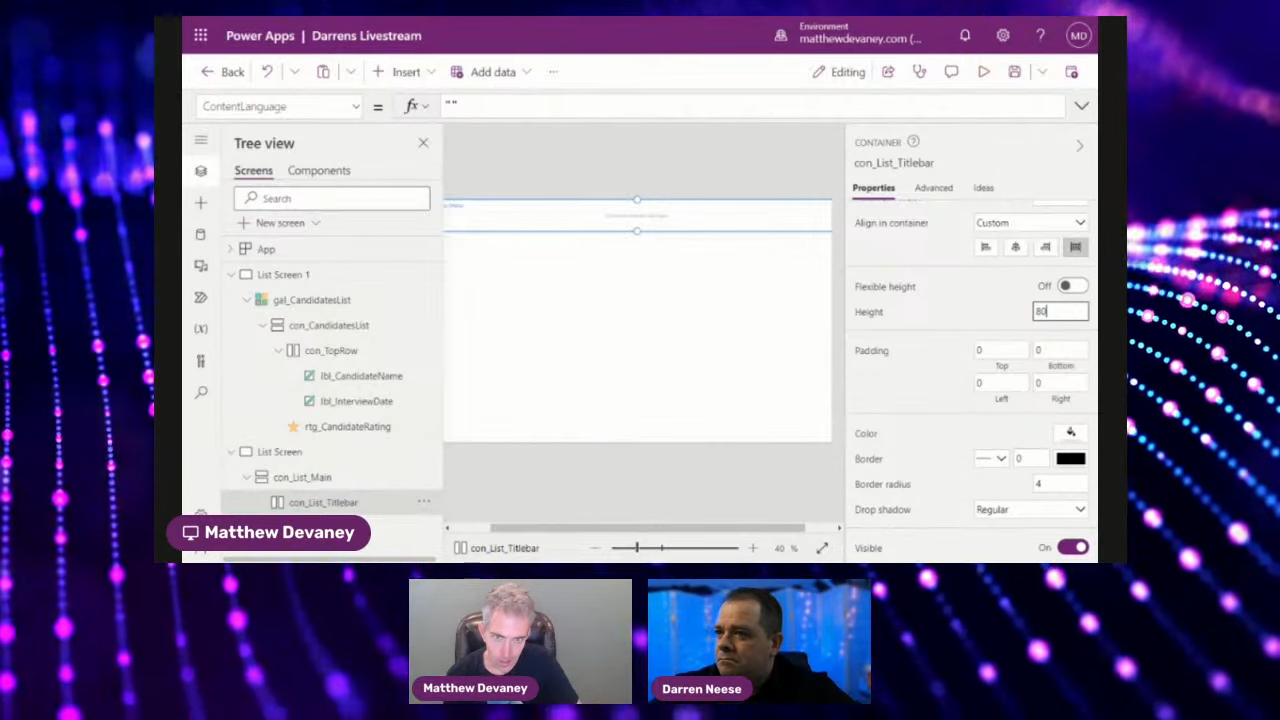 Power Apps | Darrens Livestream
Environment
matthewdevaney.com (...
MD
Back
Insert
Add data
...
Editing
ContentLanguage
=
fx
""
Tree view
Screens
Components
Search
New screen
App
List Screen 1
gal_CandidatesList
con_CandidatesList
con_TopRow
lbl_CandidateName
lbl_InterviewDate
rtg_CandidateRating
List Screen
con_List_Main
con_List_Titlebar
...
con_List_Titlebar
40 %
CONTAINER
con_List_Titlebar
Properties
Advanced
Ideas
Align in container
Custom
Flexible height
Off
Height
80
Padding
0
0
Top
Bottom
0
0
Left
Right
Color
Border
0
Border radius
4
Drop shadow
Regular
Visible
On
Matthew Devaney
Matthew Devaney
Darren Neese